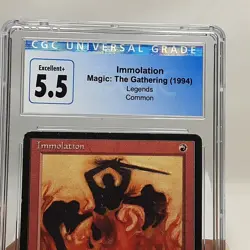 CGC UNIVERSAL GRADE
Excellent+
5.5
Immolation
Magic: The Gathering (1994)
Legends
Common
Immolation